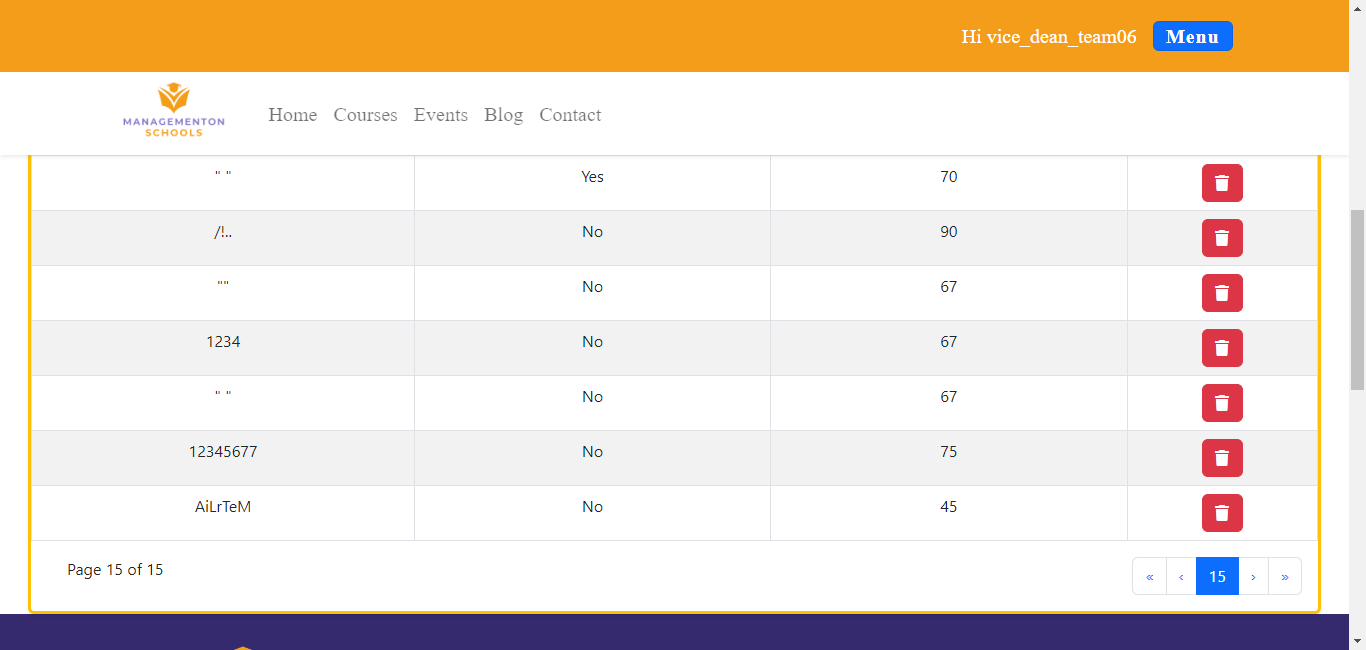 Hi vice_dean_team06 Menu
MANAGEMENTON
SCHOOLS
Home Courses Events Blog Contact
" " Yes 70
/!.. No 90
"" No 67
1234 No 67
" " No 67
12345677 No 75
AiLrTeM No 45
Page 15 of 15 « ‹ 15 › »